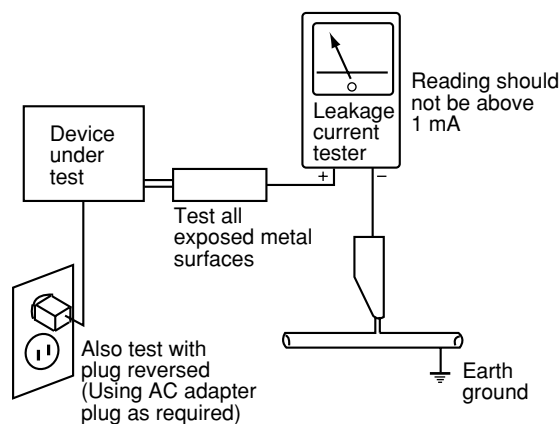 Device
under
test
Leakage
current
tester
Reading should
not be above
1 mA
+ −
Test all
exposed metal
surfaces
Also test with
plug reversed
(Using AC adapter
plug as required)
Earth
ground